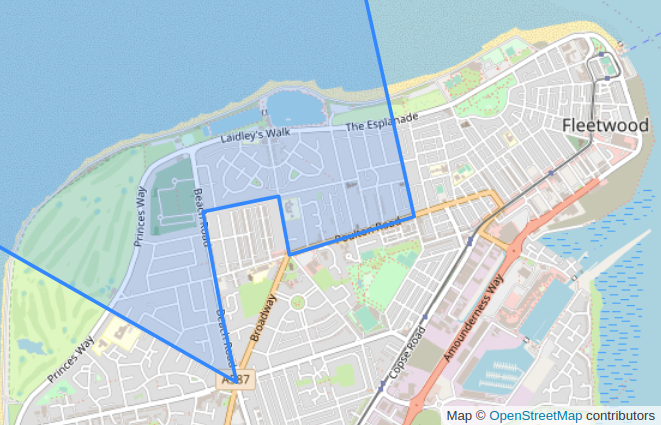 Laidley's Walk
The Esplanade
Fleetwood
Princes Way
Beach Road
Poulton Road
Broadway
Beach Road
Princes Way
A587
Copse Road
Amounderness Way
Map © OpenStreetMap contributors